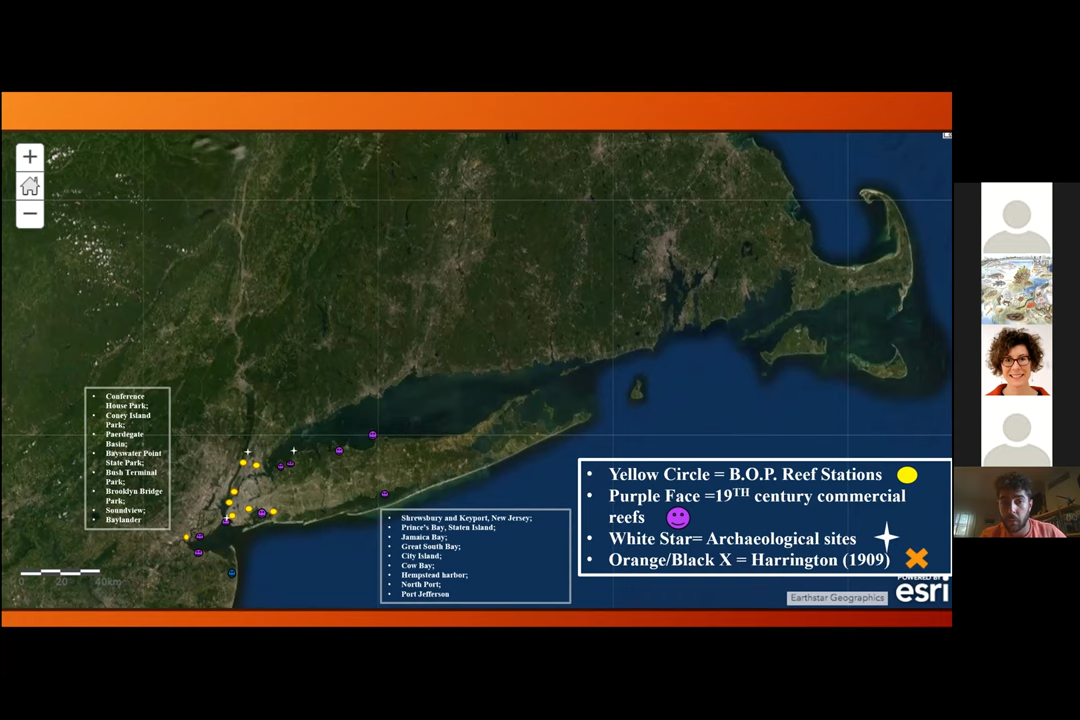 +
−
• Conference
House Park;
• Coney Island
Park;
• Paerdegate
Basin;
• Bayswater Point
State Park;
• Bush Terminal
Park;
• Brooklyn Bridge
Park;
• Soundview;
• Baylander
0 20 40km
• Shrewsbury and Keyport, New Jersey;
• Prince's Bay, Staten Island;
• Jamaica Bay;
• Great South Bay;
• City Island;
• Cow Bay;
• Hempstead harbor;
• North Port;
• Port Jefferson
• Yellow Circle = B.O.P. Reef Stations
• Purple Face =19TH century commercial
reefs
• White Star= Archaeological sites
• Orange/Black X = Harrington (1909)
Earthstar Geographics
POWERED BY
esri